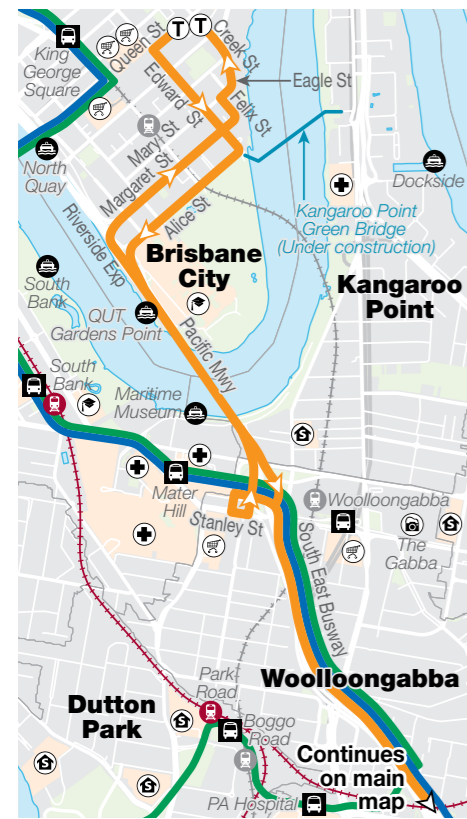 King
George
Square
Queen St
T
T
Creek St
Eagle St
Edward St
Felix St
Mary St
Margaret St
Alice St
North
Quay
Dockside
Kangaroo Point
Green Bridge
(Under construction)
Riverside Exp
Brisbane
City
Kangaroo
Point
South
Bank
QUT
Gardens Point
Pacific Mwy
South
Bank
Maritime
Museum
S
Mater
Hill
Woolloongabba
Stanley St
The
Gabba
South East Busway
Woolloongabba
Park
Road
Dutton
Park
S
S
Boggo
Road
Continues
on main
map
S
S
PA Hospital